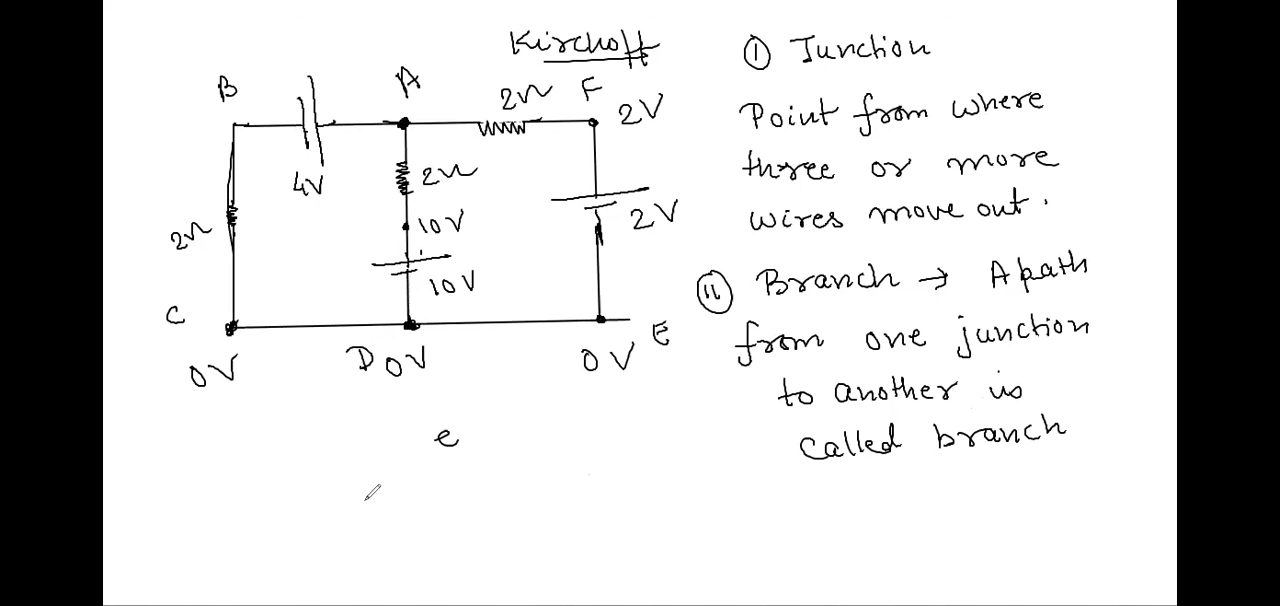 Kirchoff
B
A
2Ω
F
2V
4V
2Ω
2Ω
10V
2V
10V
C
0V
D 0V
0V
E
e
① Junction
Point from where
three or more
wires move out.
(ii) Branch → A path
from one junction
to another is
called branch